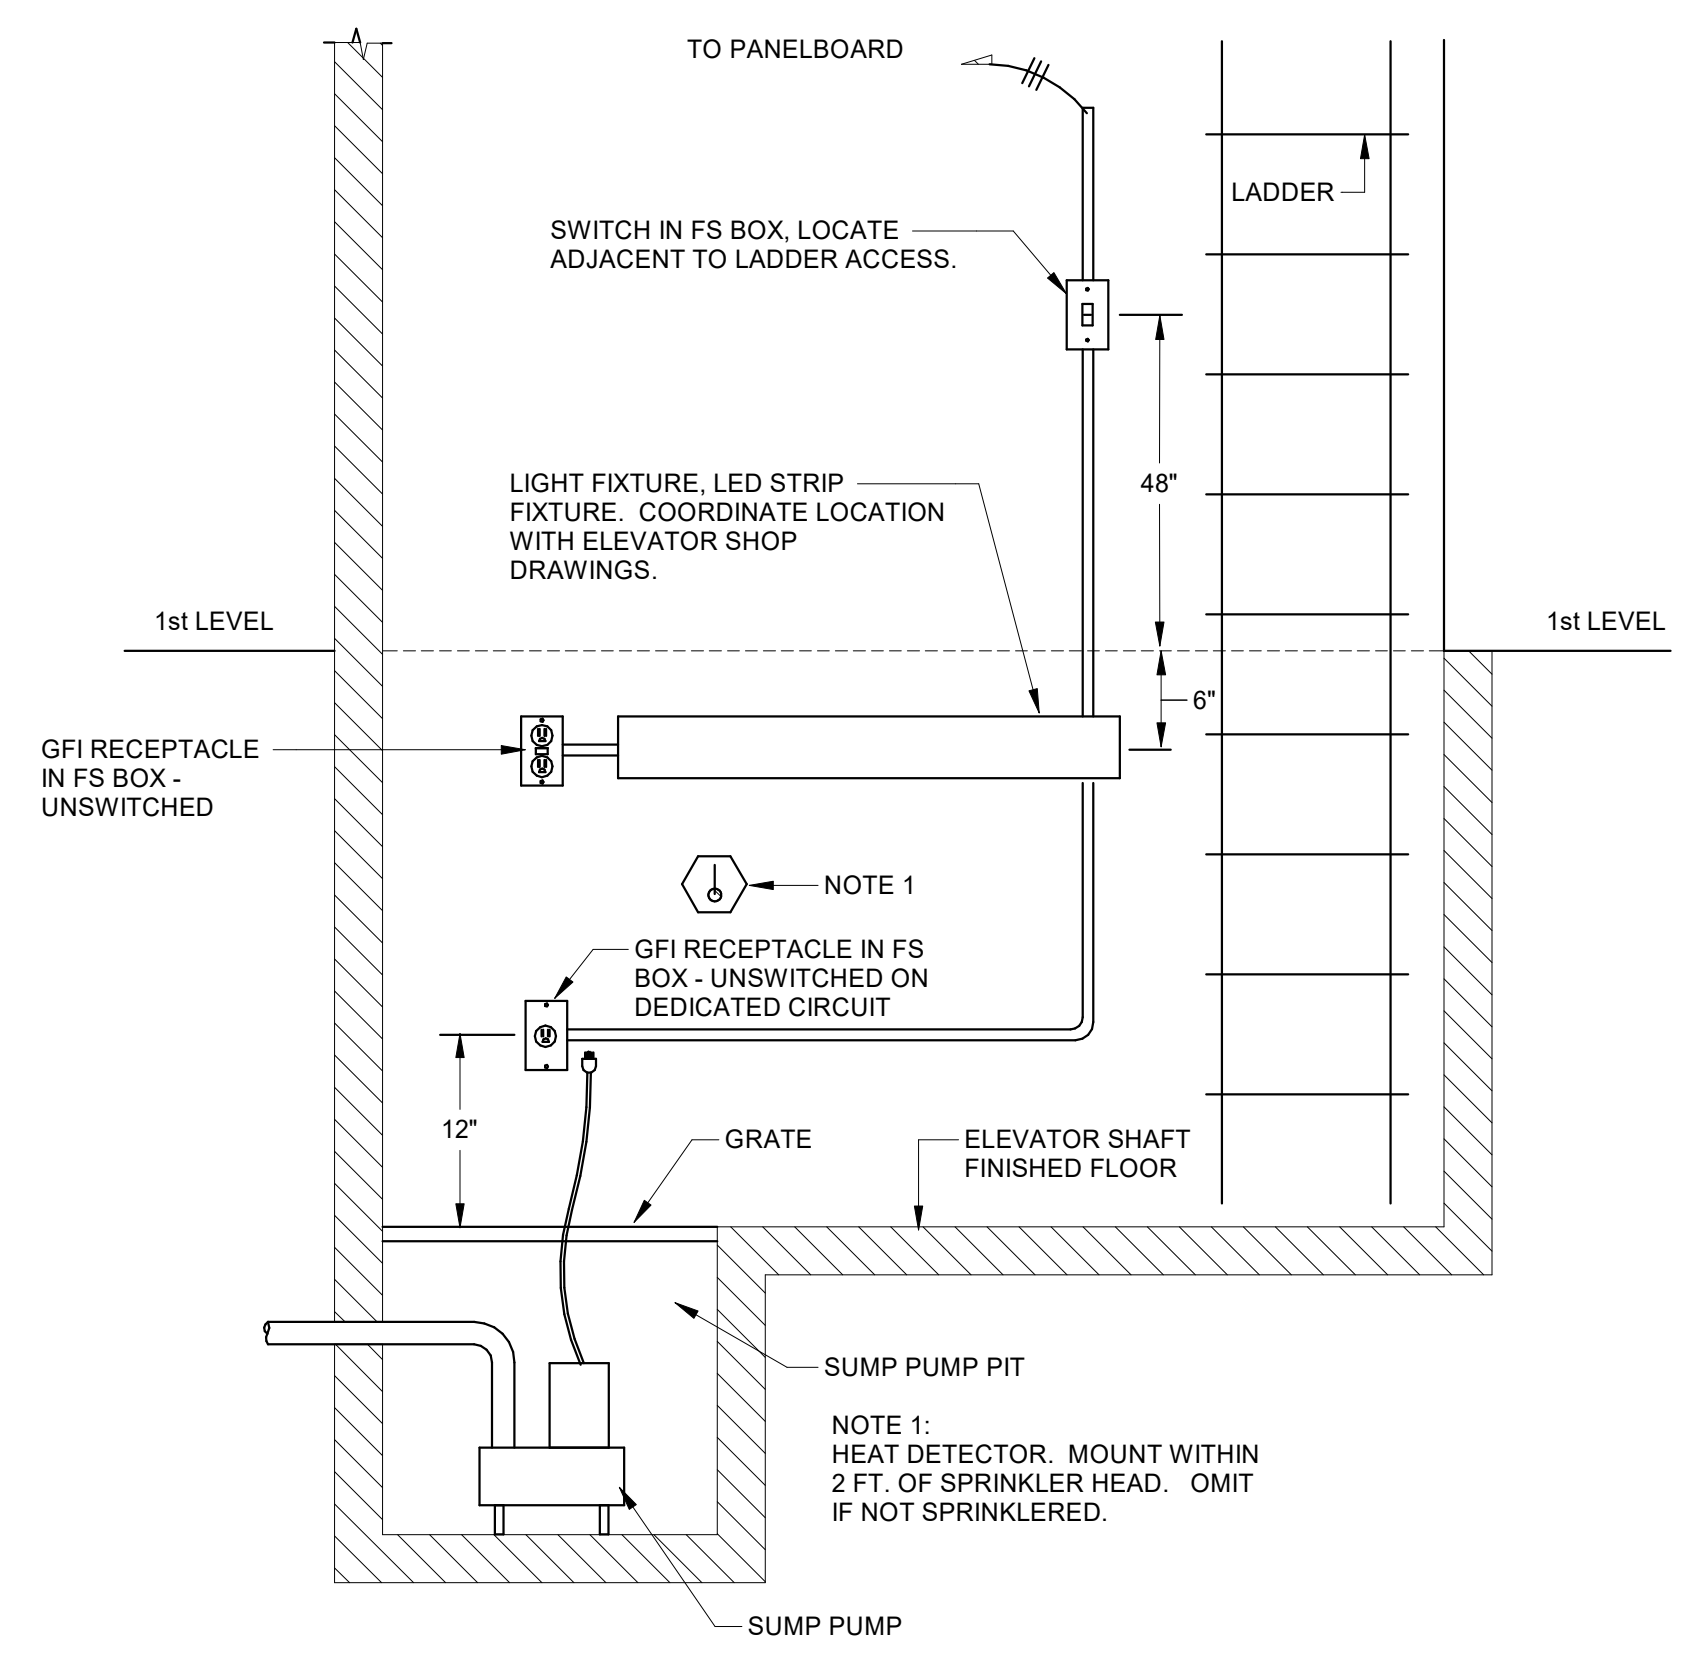 TO PANELBOARD
LADDER
SWITCH IN FS BOX, LOCATE
ADJACENT TO LADDER ACCESS.
48"
LIGHT FIXTURE, LED STRIP
FIXTURE. COORDINATE LOCATION
WITH ELEVATOR SHOP
DRAWINGS.
1st LEVEL
1st LEVEL
6"
GFI RECEPTACLE
IN FS BOX -
UNSWITCHED
NOTE 1
GFI RECEPTACLE IN FS
BOX - UNSWITCHED ON
DEDICATED CIRCUIT
12"
GRATE
ELEVATOR SHAFT
FINISHED FLOOR
SUMP PUMP PIT
NOTE 1:
HEAT DETECTOR. MOUNT WITHIN
2 FT. OF SPRINKLER HEAD. OMIT
IF NOT SPRINKLERED.
SUMP PUMP